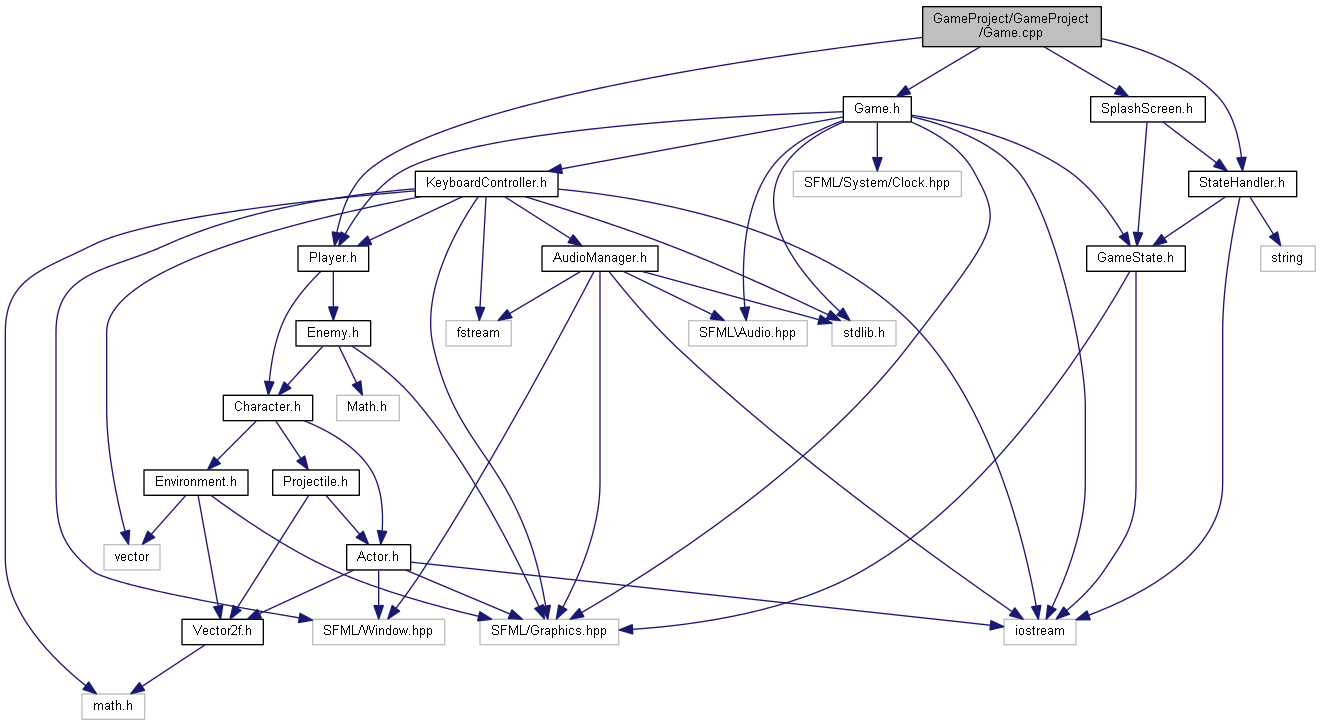 GameProject/GameProject
/Game.cpp
Game.h
SplashScreen.h
KeyboardController.h
SFML/System/Clock.hpp
StateHandler.h
Player.h
AudioManager.h
GameState.h
string
Enemy.h
fstream
SFML\Audio.hpp
stdlib.h
Character.h
Math.h
Environment.h
Projectile.h
vector
Actor.h
Vector2f.h
SFML/Window.hpp
SFML/Graphics.hpp
iostream
math.h